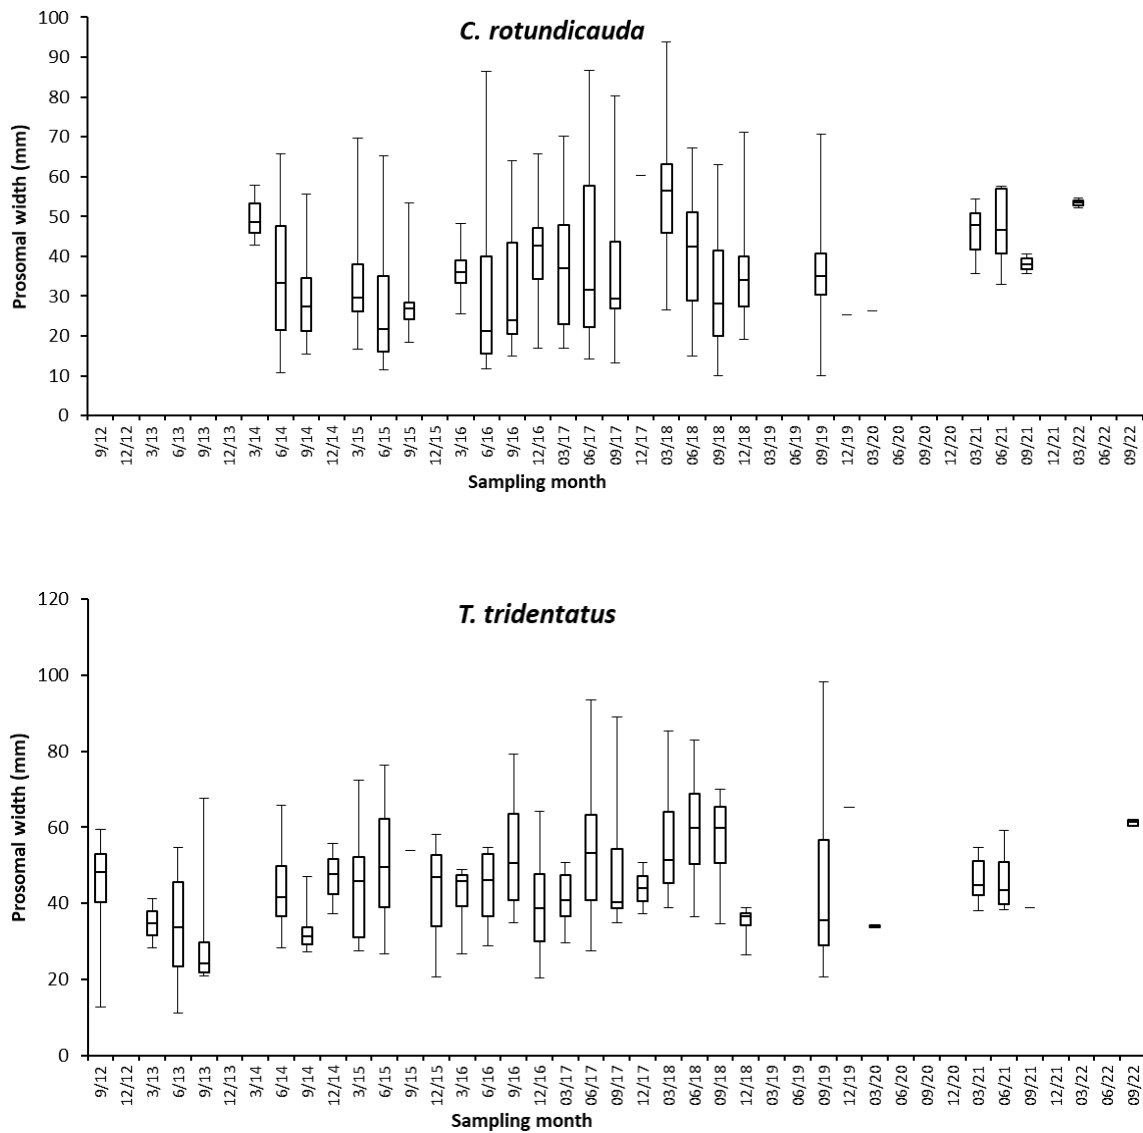 C. rotundicauda
Prosomal width (mm)
100
90
80
70
60
50
40
30
20
10
0
9/12 12/12 3/13 6/13 9/13 12/13 3/14 6/14 9/14 12/14 3/15 6/15 9/15 12/15 3/16 6/16 9/16 12/16 03/17 06/17 09/17 12/17 03/18 06/18 09/18 12/18 03/19 06/19 09/19 12/19 03/20 06/20 09/20 12/20 03/21 06/21 09/21 12/21 03/22 06/22 09/22
Sampling month
T. tridentatus
Prosomal width (mm)
120
100
80
60
40
20
0
9/12 12/12 3/13 6/13 9/13 12/13 3/14 6/14 9/14 12/14 3/15 6/15 9/15 12/15 3/16 6/16 9/16 12/16 03/17 06/17 09/17 12/17 03/18 06/18 09/18 12/18 03/19 06/19 09/19 12/19 03/20 06/20 09/20 12/20 03/21 06/21 09/21 12/21 03/22 06/22 09/22
Sampling month